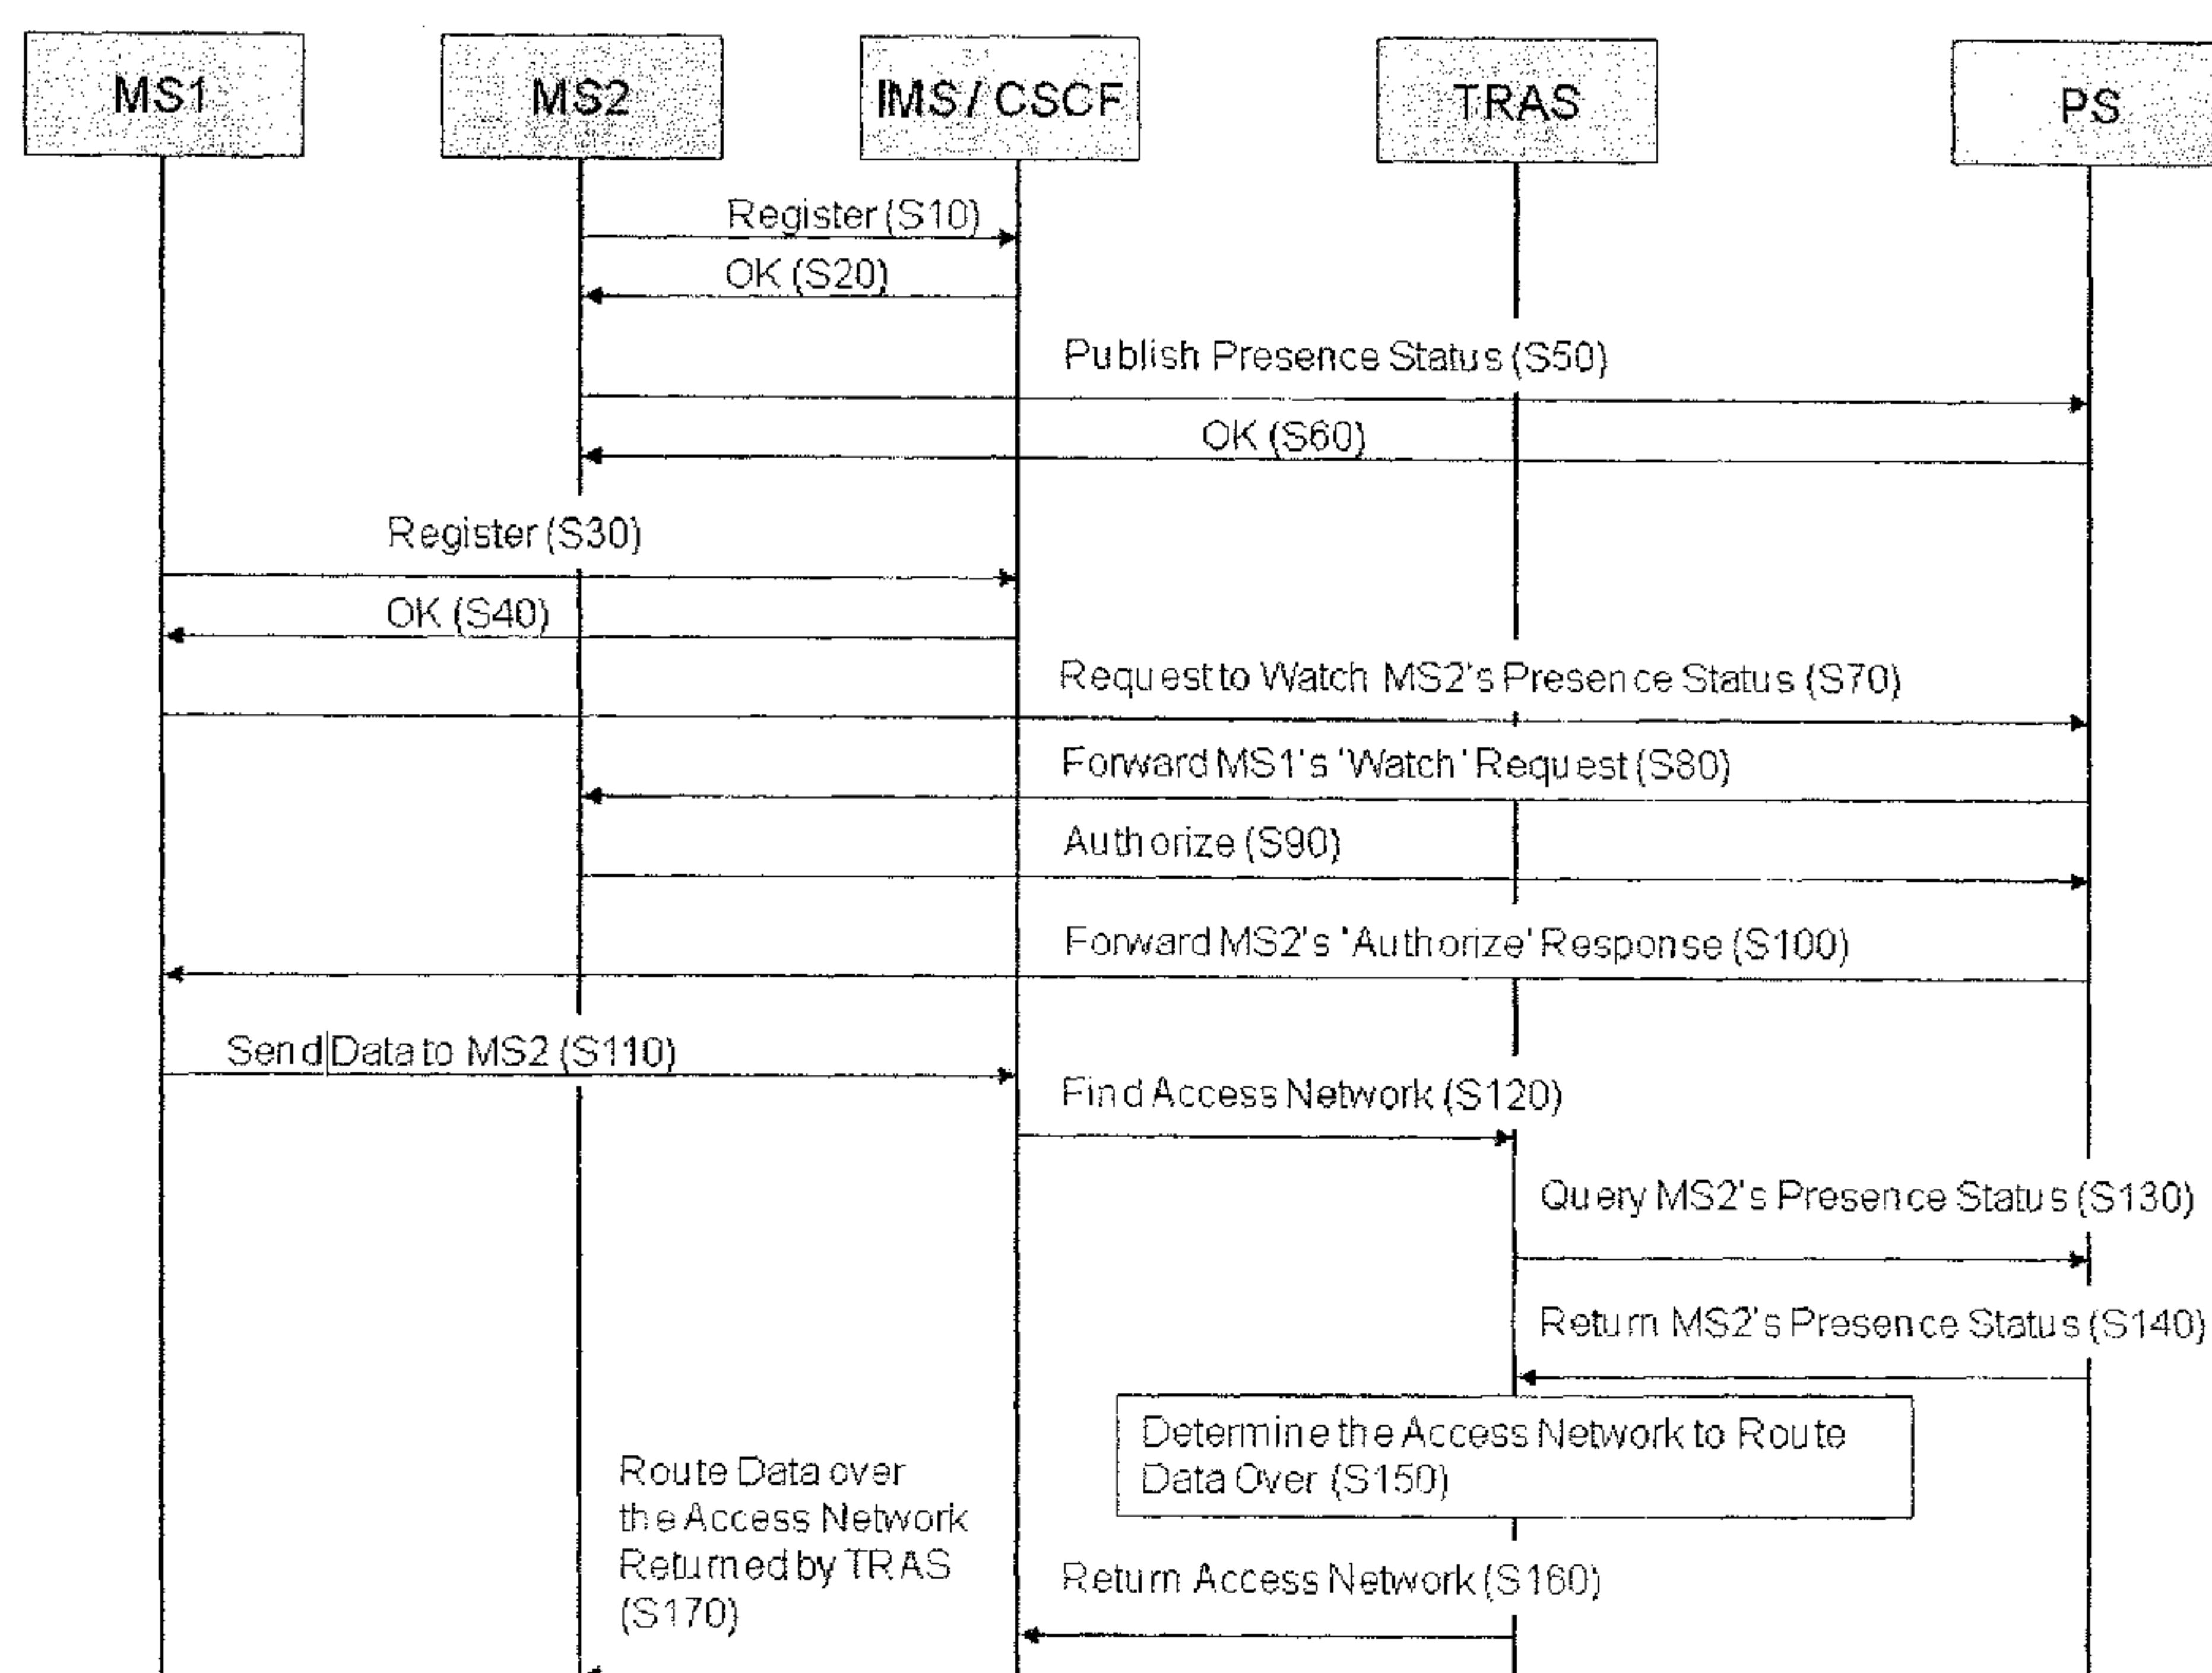 MS1
MS2
IMS / CSCF
TRAS
PS
Register (S10)
OK (S20)
Publish Presence Status (S50)
OK (S60)
Register (S30)
OK (S40)
Request to Watch MS2's Presence Status (S70)
Forward MS1's 'Watch' Request (S80)
Authorize (S90)
Forward MS2's 'Authorize' Response (S100)
Send Data to MS2 (S110)
Find Access Network (S120)
Query MS2's Presence Status (S130)
Return MS2's Presence Status (S140)
Determine the Access Network to Route
Data Over (S150)
Route Data over
the Access Network
Returned by TRAS
(S170)
Return Access Network (S160)